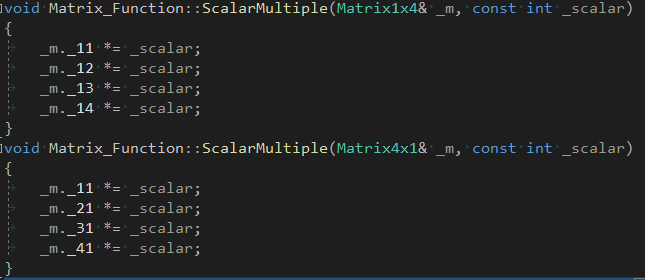 void Matrix_Function::ScalarMultiple(Matrix1x4& _m, const int _scalar)
{
_m._11 *= _scalar;
_m._12 *= _scalar;
_m._13 *= _scalar;
_m._14 *= _scalar;
}
void Matrix_Function::ScalarMultiple(Matrix4x1& _m, const int _scalar)
{
_m._11 *= _scalar;
_m._21 *= _scalar;
_m._31 *= _scalar;
_m._41 *= _scalar;
}